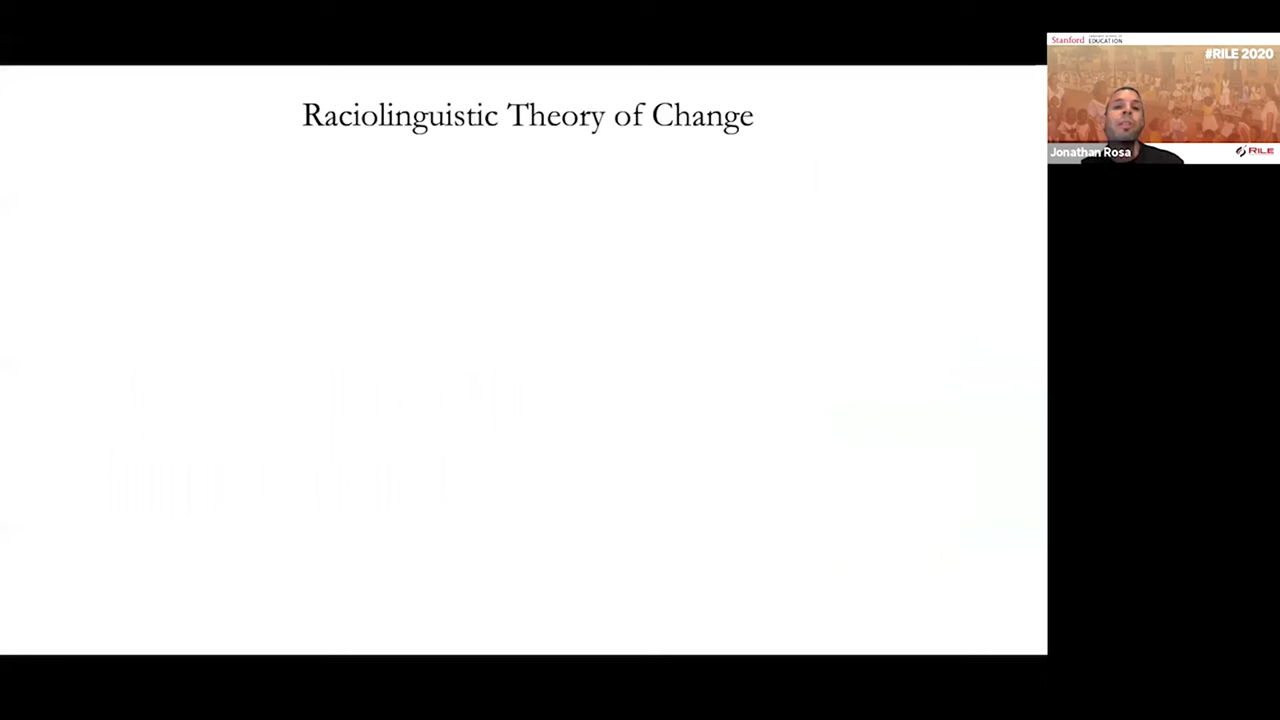 Raciolinguistic Theory of Change
Stanford
EDUCATION
#RILE 2020
Jonathan Rosa
RILE